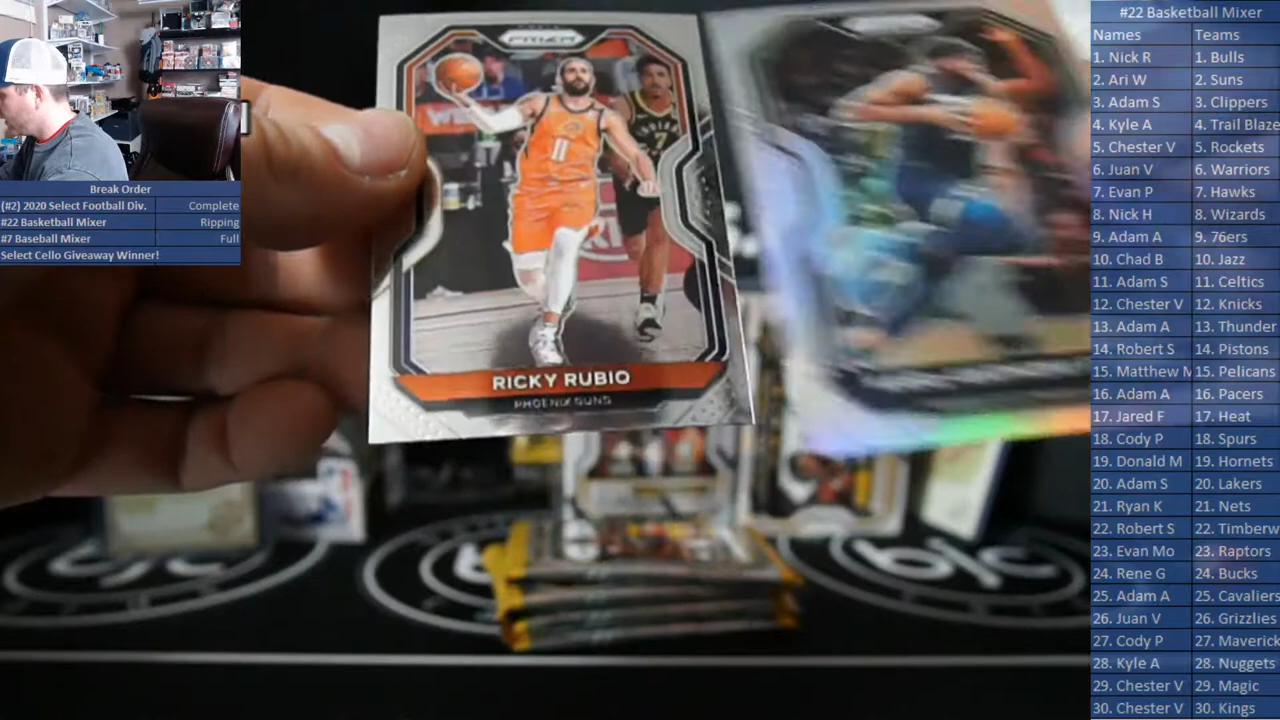 Break Order
(#2) 2020 Select Football Div. Complete
#22 Basketball Mixer Ripping
#7 Baseball Mixer Full
Select Cello Giveaway Winner!
PRIZM
11
RICKY RUBIO
PHOENIX SUNS
b/c
#22 Basketball Mixer
Names Teams
1. Nick R 1. Bulls
2. Ari W 2. Suns
3. Adam S 3. Clippers
4. Kyle A 4. Trail Blaze
5. Chester V 5. Rockets
6. Juan V 6. Warriors
7. Evan P 7. Hawks
8. Nick H 8. Wizards
9. Adam A 9. 76ers
10. Chad B 10. Jazz
11. Adam S 11. Celtics
12. Chester V 12. Knicks
13. Adam A 13. Thunder
14. Robert S 14. Pistons
15. Matthew M 15. Pelicans
16. Adam A 16. Pacers
17. Jared F 17. Heat
18. Cody P 18. Spurs
19. Donald M 19. Hornets
20. Adam S 20. Lakers
21. Ryan K 21. Nets
22. Robert S 22. Timberw
23. Evan Mo 23. Raptors
24. Rene G 24. Bucks
25. Adam A 25. Cavaliers
26. Juan V 26. Grizzlies
27. Cody P 27. Maverick
28. Kyle A 28. Nuggets
29. Chester V 29. Magic
30. Chester V 30. Kings